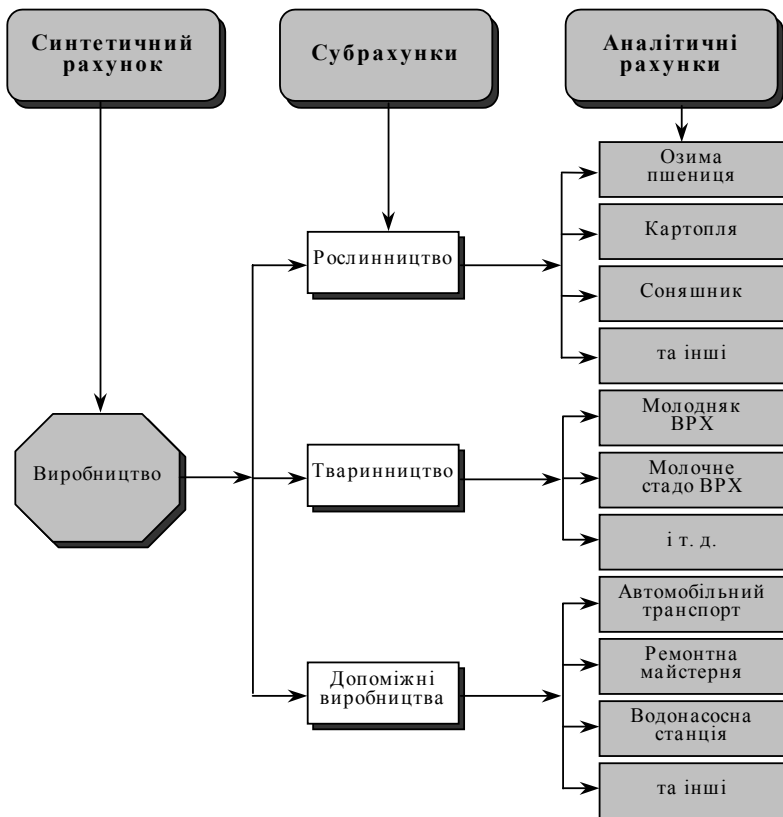 Синтетичний
рахунок
Субрахунки
Аналітичні
рахунки
Озима
пшениця
Картопля
Рослинництво
Соняшник
та інші
Молодняк
ВРХ
Виробництво
Тваринництво
Молочне
стадо ВРХ
і т. д.
Автомобільний
транспорт
Допоміжні
виробництва
Ремонтна
майстерня
Водонасосна
станція
та інші